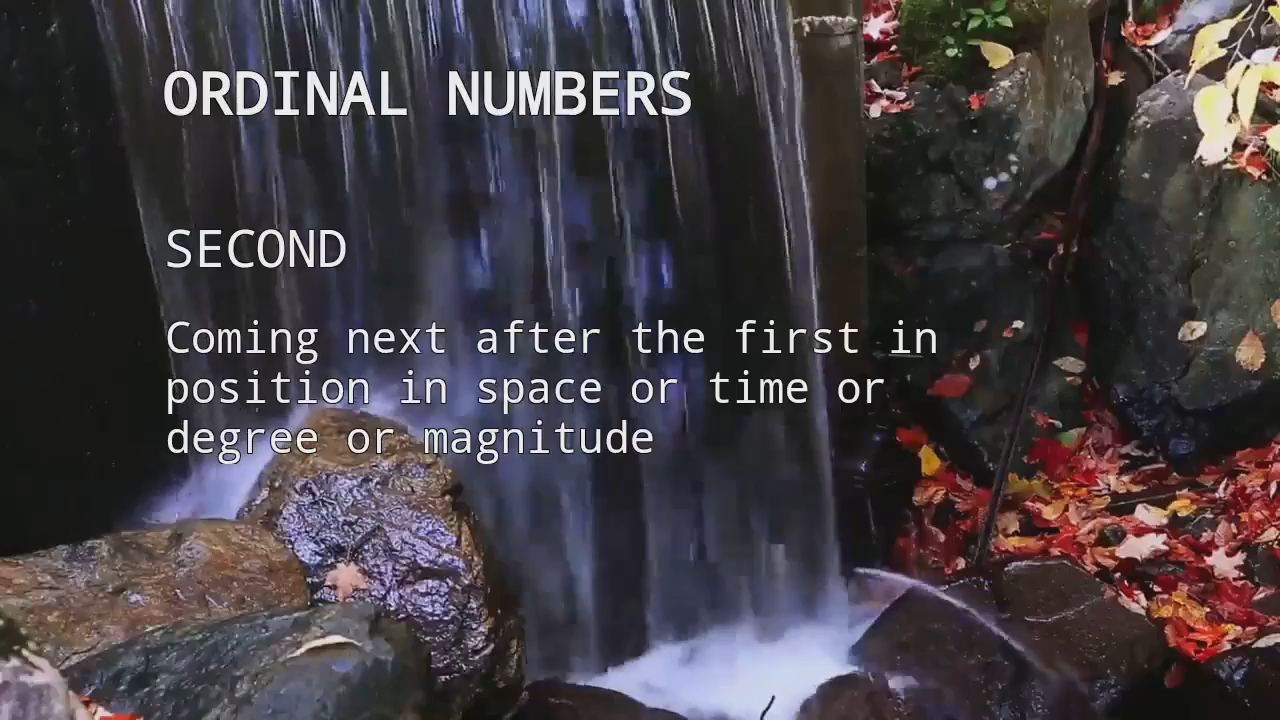 ORDINAL NUMBERS
SECOND
Coming next after the first in
position in space or time or
degree or magnitude